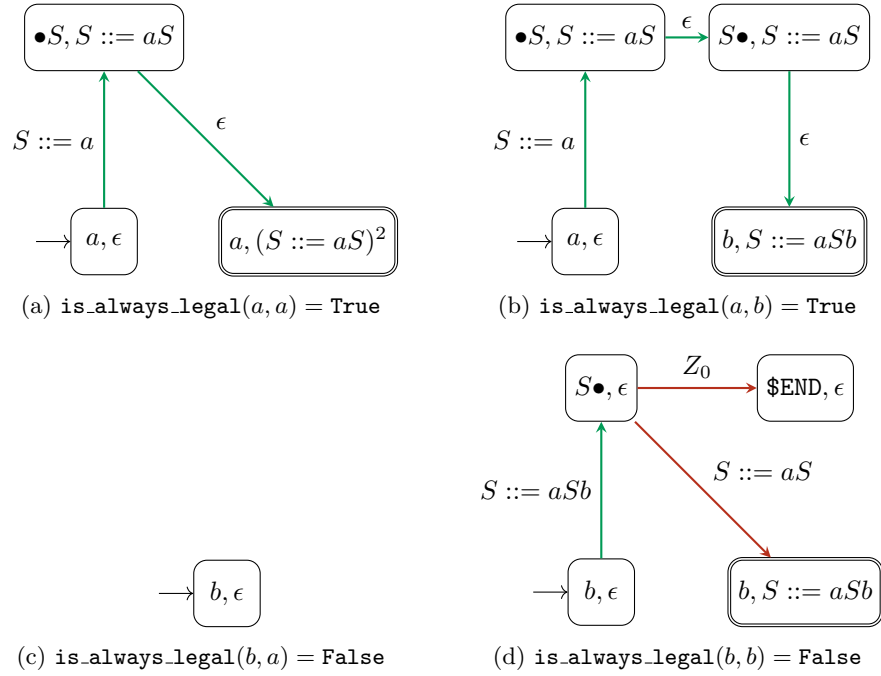 •S, S ::= aS
ϵ
S ::= a
a, ϵ
a, (S ::= aS)²
(a) is_always_legal(a, a) = True
•S, S ::= aS
ϵ
S•, S ::= aS
S ::= a
ϵ
a, ϵ
b, S ::= aSb
(b) is_always_legal(a, b) = True
b, ϵ
(c) is_always_legal(b, a) = False
S•, ϵ
Z₀
$END, ϵ
S ::= aSb
S ::= aS
b, ϵ
b, S ::= aSb
(d) is_always_legal(b, b) = False